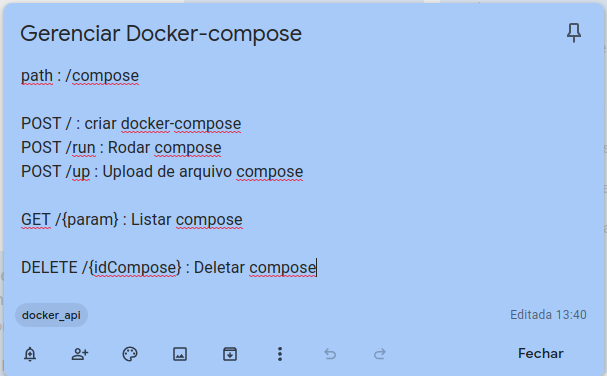 Gerenciar Docker-compose
path : /compose
POST / : criar docker-compose
POST /run : Rodar compose
POST /up : Upload de arquivo compose
GET /{param} : Listar compose
DELETE /{idCompose} : Deletar compose
docker_api
Editada 13:40
Fechar